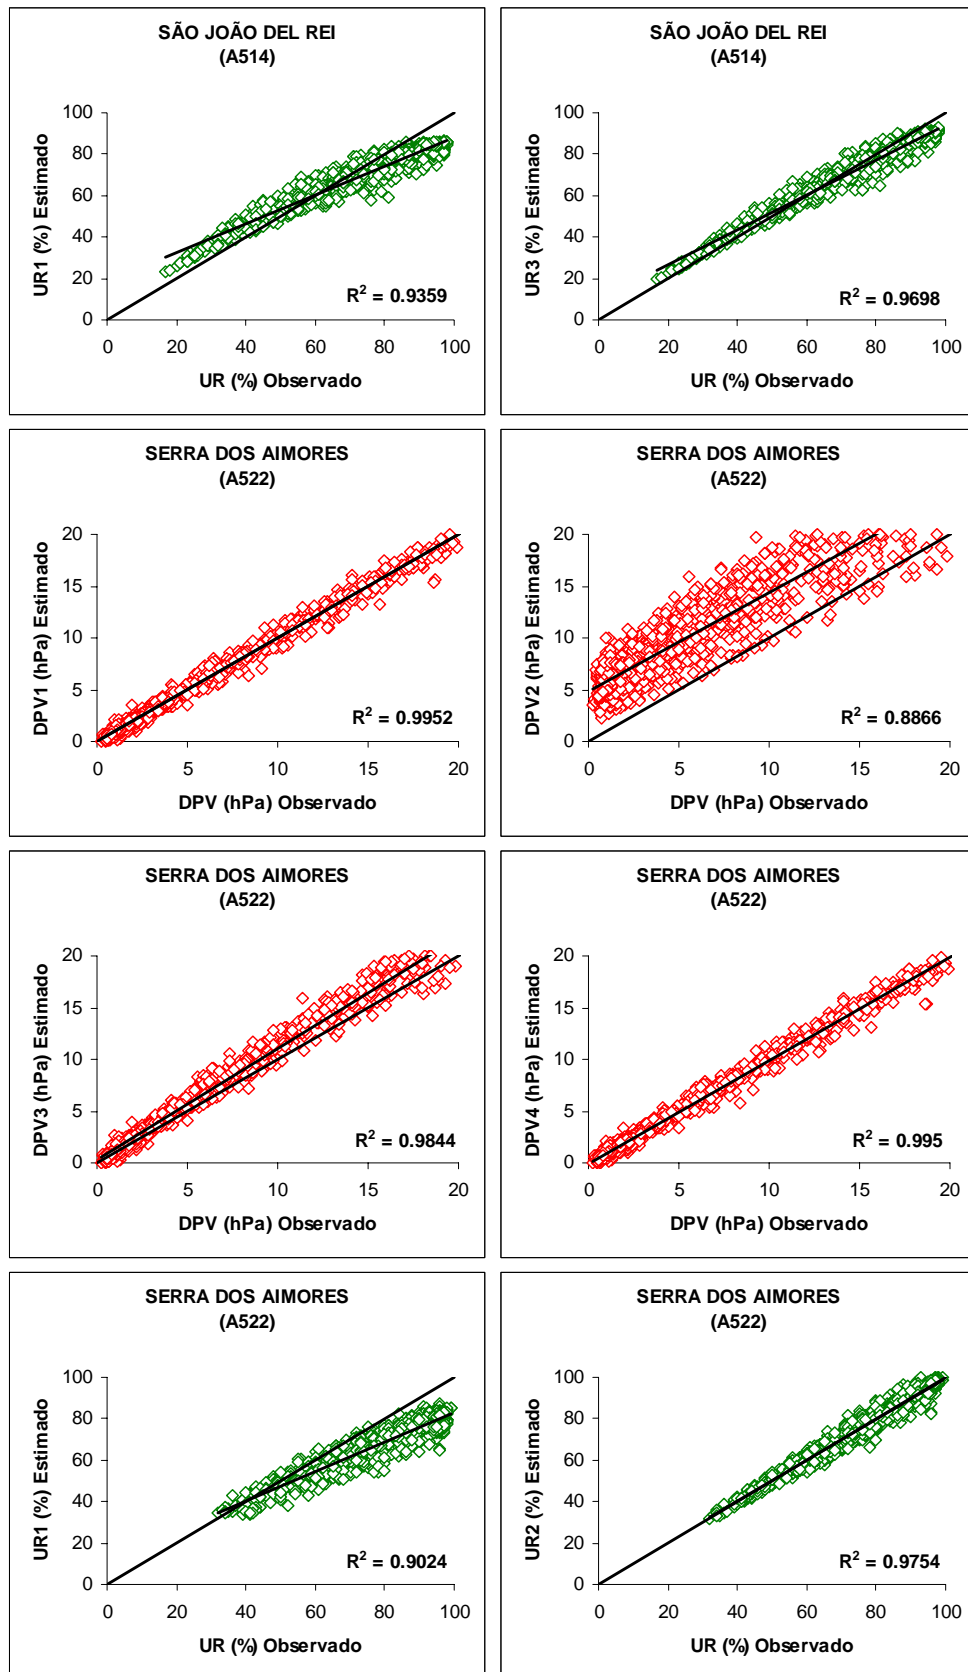 SÃO JOÃO DEL REI
(A514)
100
80
60
40
20
0
UR1 (%) Estimado
R² = 0.9359
0 20 40 60 80 100
UR (%) Observado
SÃO JOÃO DEL REI
(A514)
100
80
60
40
20
0
UR3 (%) Estimado
R² = 0.9698
0 20 40 60 80 100
UR (%) Observado
SERRA DOS AIMORES
(A522)
20
15
10
5
0
DPV1 (hPa) Estimado
R² = 0.9952
0 5 10 15 20
DPV (hPa) Observado
SERRA DOS AIMORES
(A522)
20
15
10
5
0
DPV2 (hPa) Estimado
R² = 0.8866
0 5 10 15 20
DPV (hPa) Observado
SERRA DOS AIMORES
(A522)
20
15
10
5
0
DPV3 (hPa) Estimado
R² = 0.9844
0 5 10 15 20
DPV (hPa) Observado
SERRA DOS AIMORES
(A522)
20
15
10
5
0
DPV4 (hPa) Estimado
R² = 0.995
0 5 10 15 20
DPV (hPa) Observado
SERRA DOS AIMORES
(A522)
100
80
60
40
20
0
UR1 (%) Estimado
R² = 0.9024
0 20 40 60 80 100
UR (%) Observado
SERRA DOS AIMORES
(A522)
100
80
60
40
20
0
UR2 (%) Estimado
R² = 0.9754
0 20 40 60 80 100
UR (%) Observado